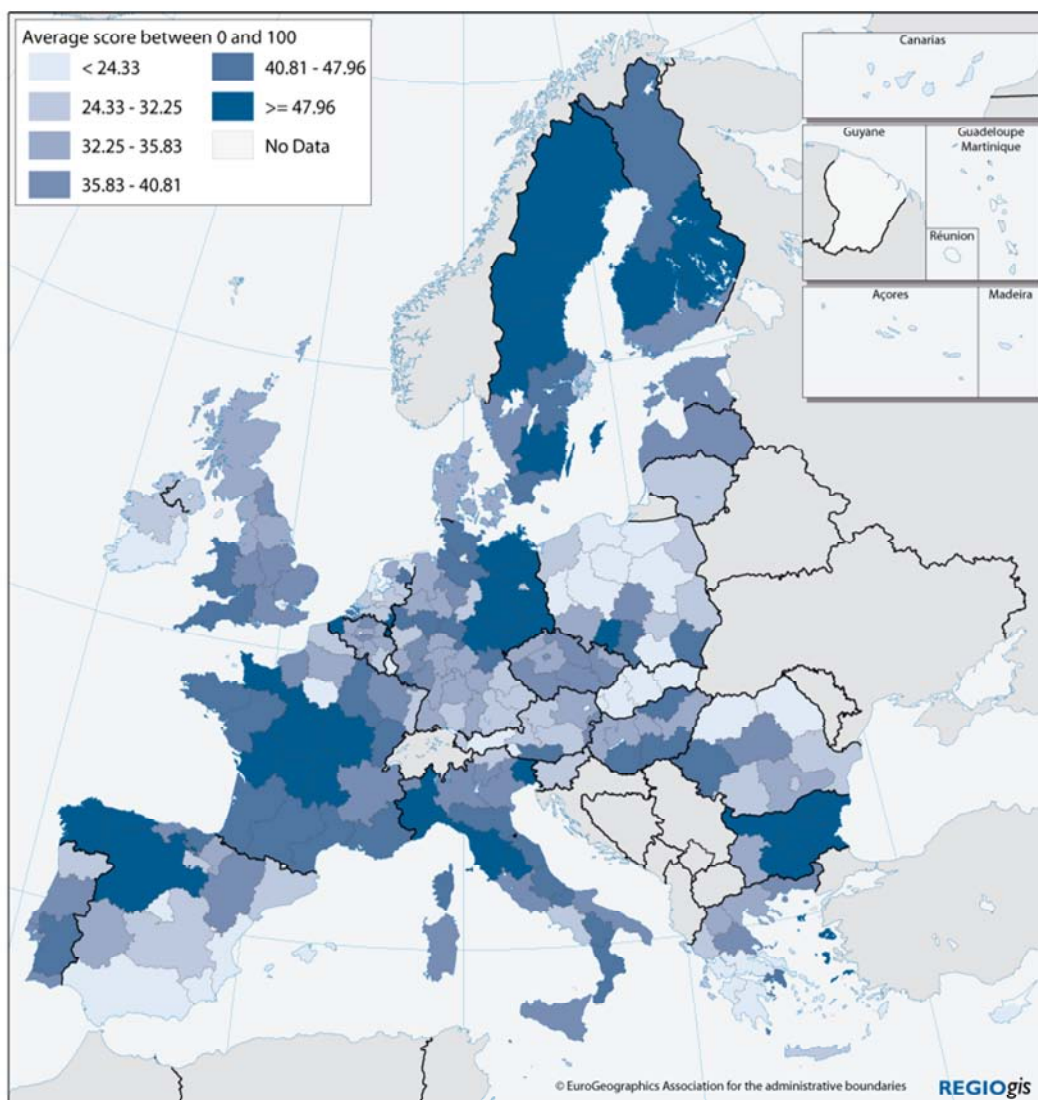 Average score between 0 and 100
< 24.33
24.33 - 32.25
32.25 - 35.83
35.83 - 40.81
40.81 - 47.96
>= 47.96
No Data
Canarias
Guyane
Guadeloupe
Martinique
Réunion
Açores
Madeira
© EuroGeographics Association for the administrative boundaries
REGIOgis